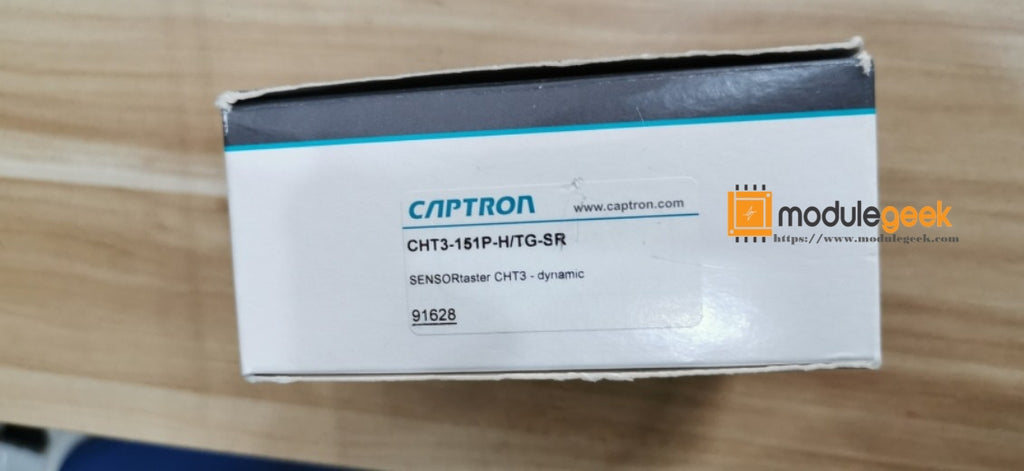 CAPTRON www.captron.com
CHT3-151P-H/TG-SR
SENSORtaster CHT3 - dynamic
91628
modulegeek
https://www.modulegeek.com